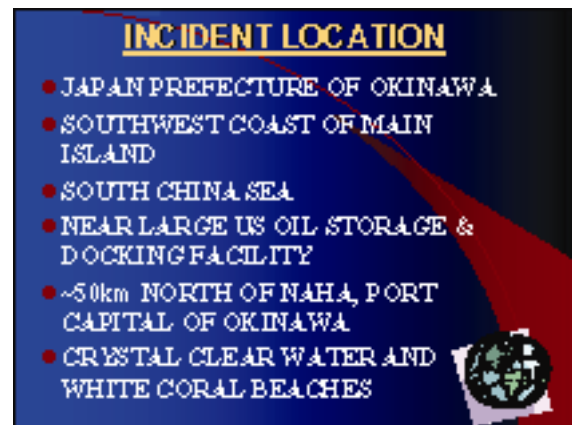 INCIDENT LOCATION
JAPAN PREFECTURE OF OKINAWA
SOUTHWEST COAST OF MAIN
ISLAND
SOUTH CHINA SEA
NEAR LARGE US OIL STORAGE &
DOCKING FACILITY
~50km NORTH OF NAHA, PORT
CAPITAL OF OKINAWA
CRYSTAL CLEAR WATER AND
WHITE CORAL BEACHES